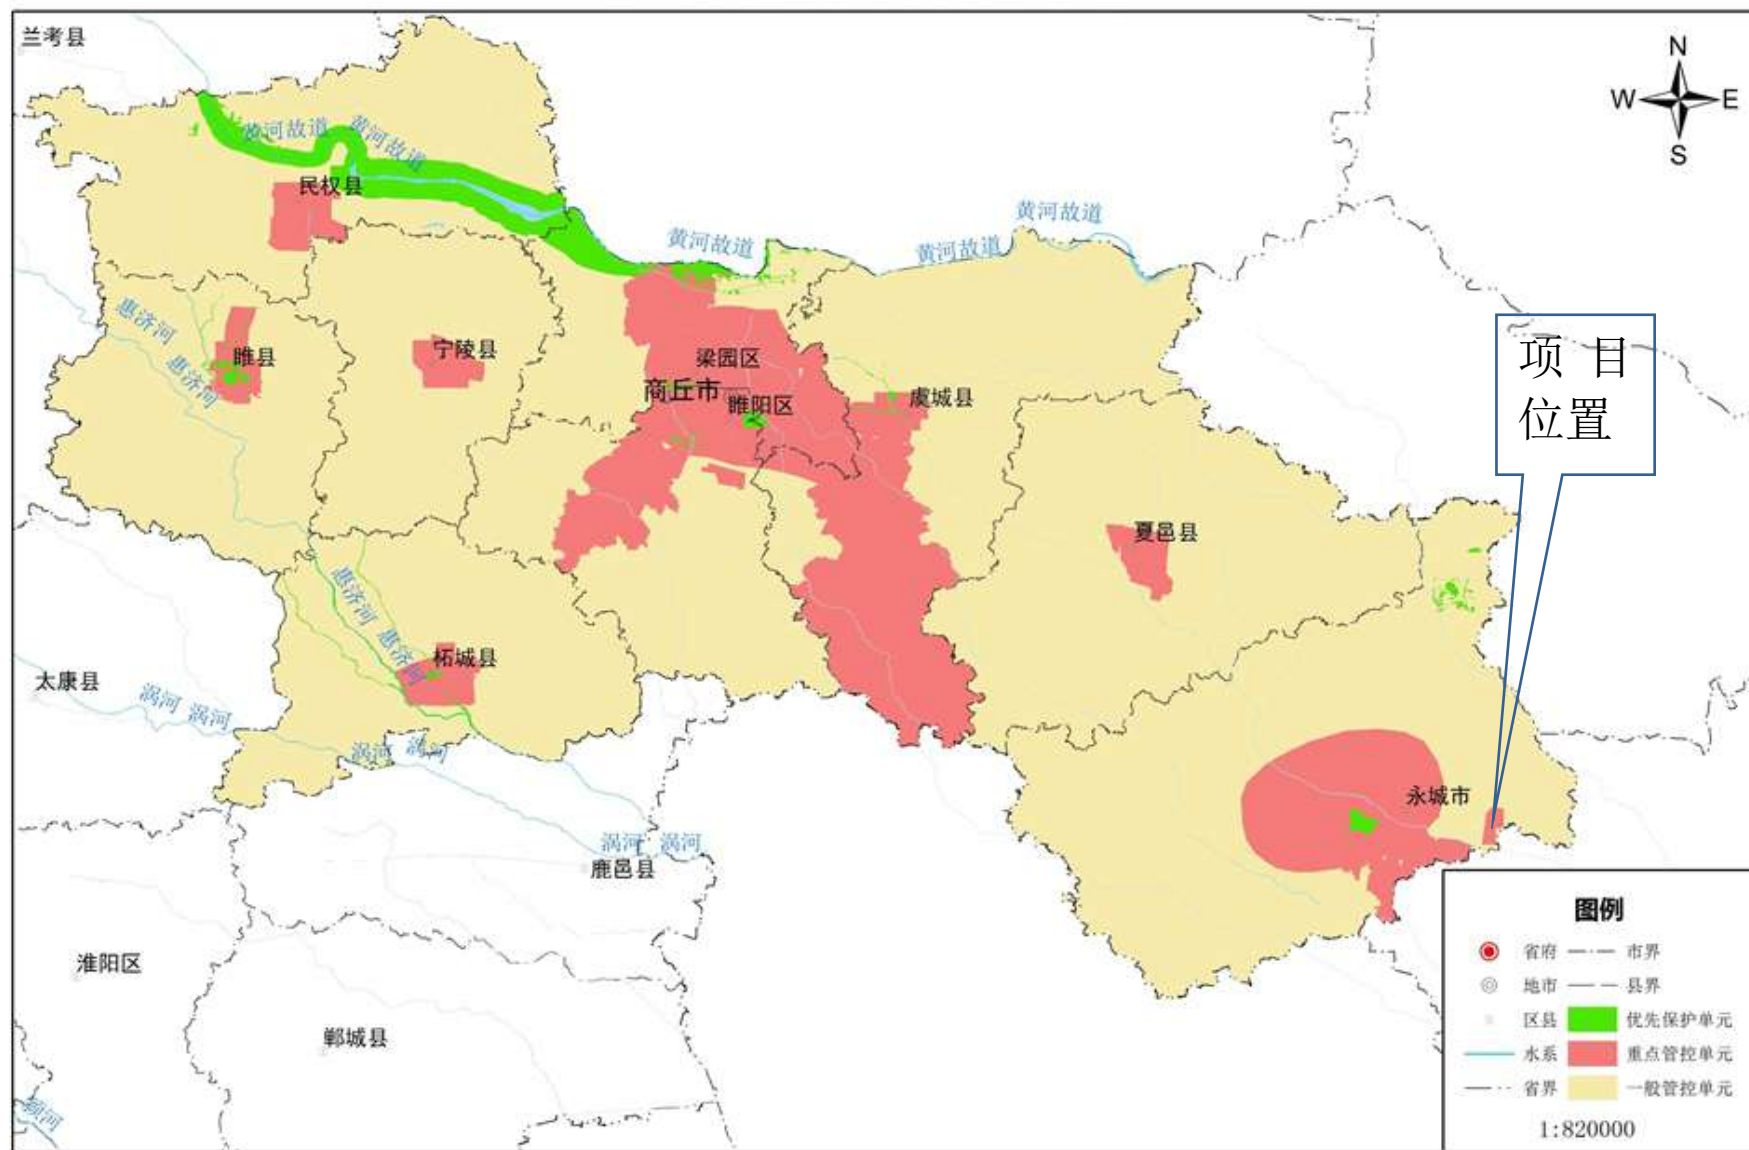 兰考县
N
W E
S
黄河故道 黄河故道
民权县
黄河故道
黄河故道
黄河故道
惠济河
惠济河
睢县
宁陵县
梁园区
商丘市
睢阳区
虞城县
项 目
位置
夏邑县
惠济河
惠济河
柘城县
太康县
涡河 涡河
涡河 涡河
永城市
涡河 涡河
鹿邑县
淮阳区
郸城县
颍河
图例
省府 市界
地市 县界
区县 优先保护单元
水系 重点管控单元
省界 一般管控单元
1:820000